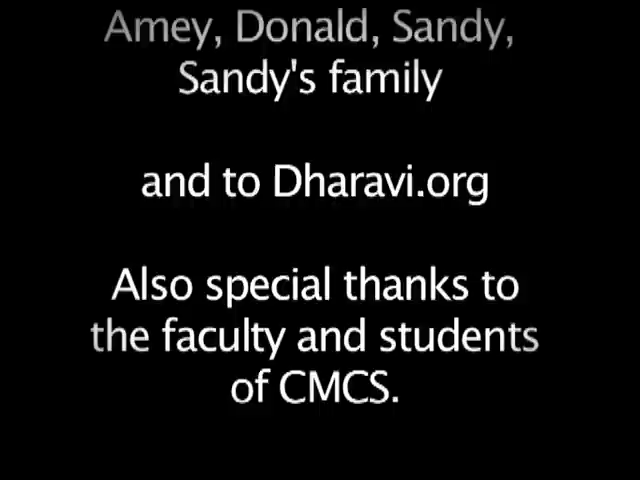 Amey, Donald, Sandy,
Sandy's family
and to Dharavi.org
Also special thanks to
the faculty and students
of CMCS.